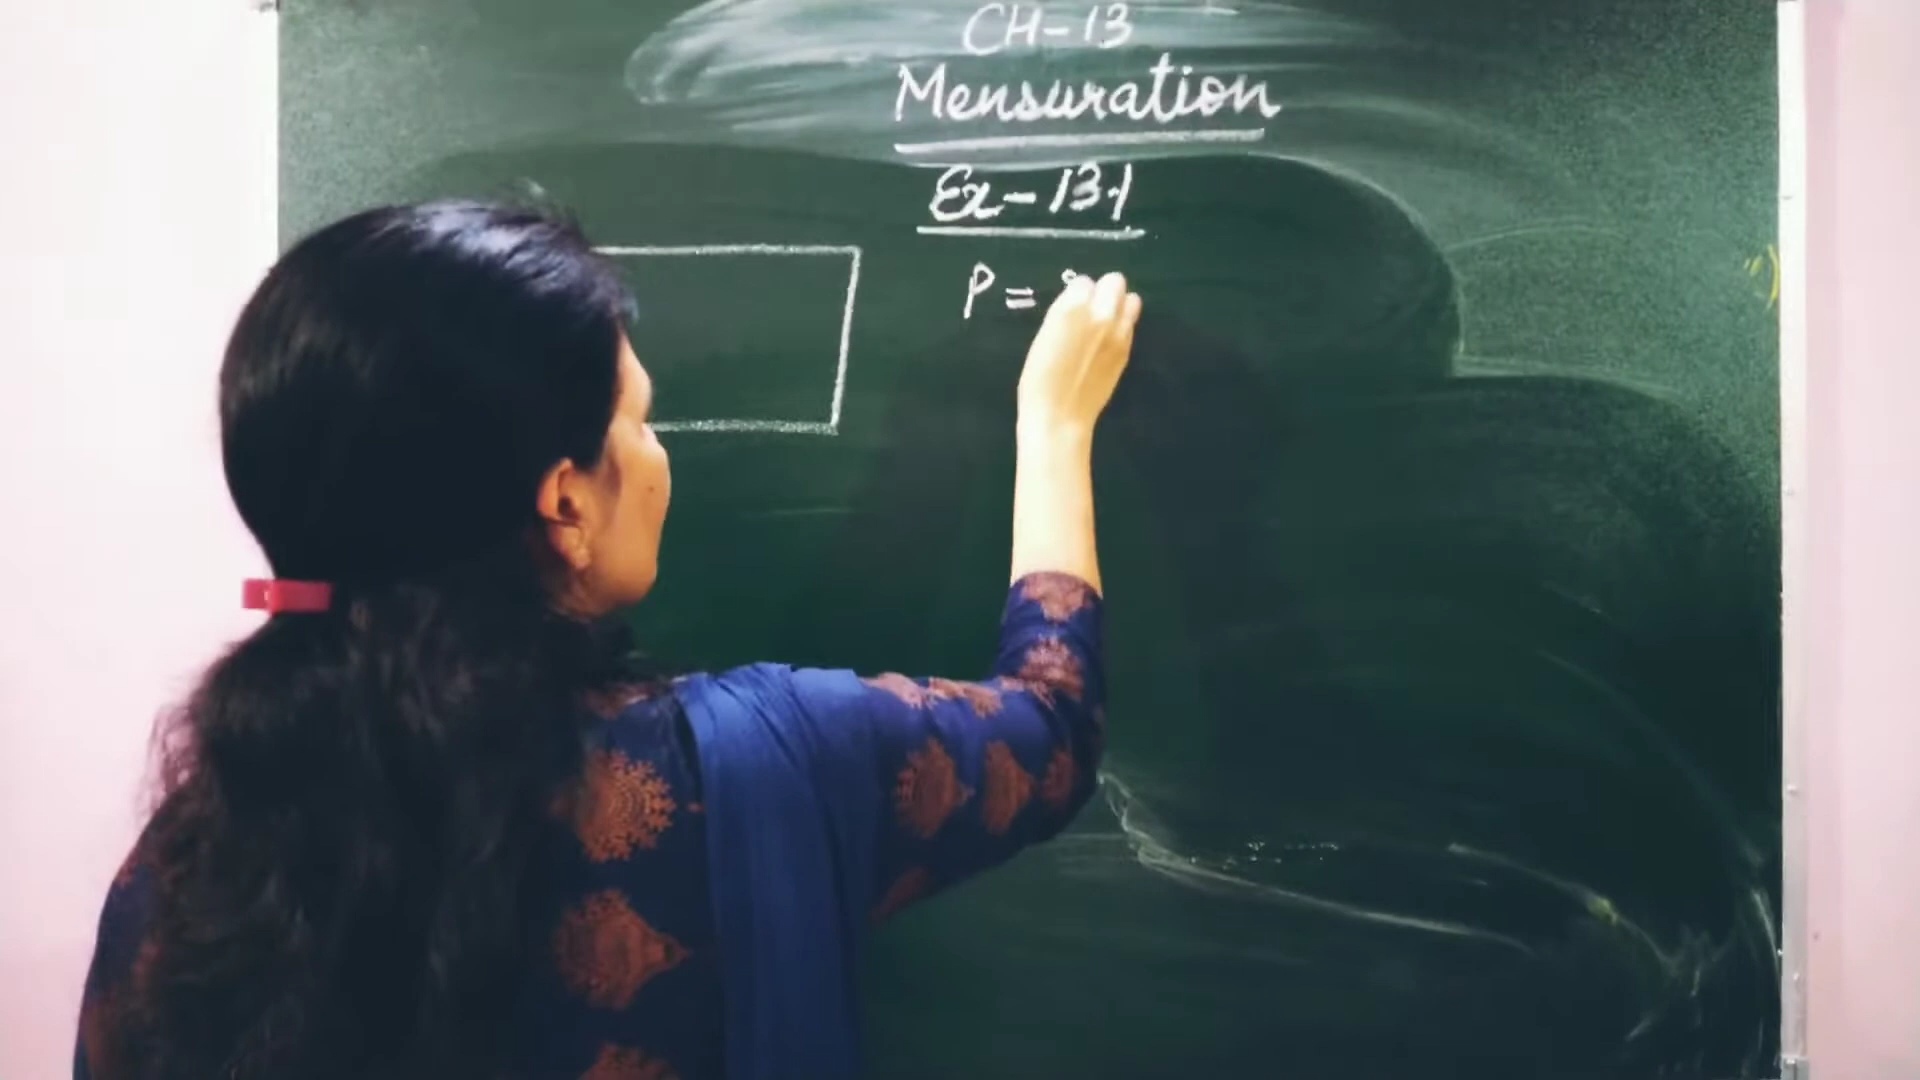 CH-13
Mensuration
Ex-13.1
P =